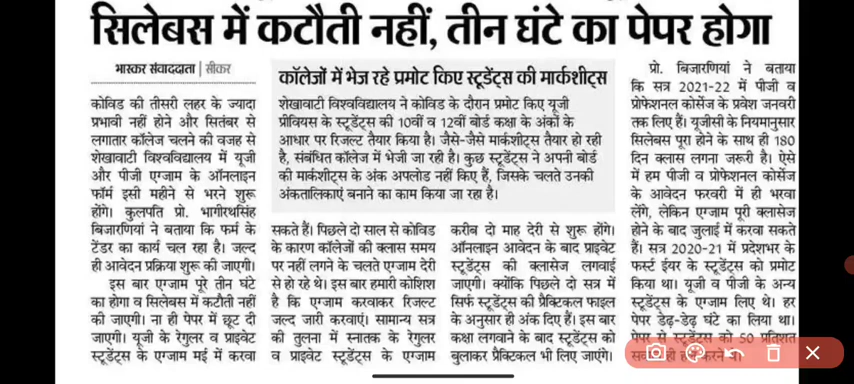 सिलेबस में कटौती नहीं, तीन घंटे का पेपर होगा
भास्कर संवाददाता | सीकर
कोविड की तीसरी लहर के ज्यादा
प्रभावी नहीं होने और सितंबर से
लगातार कॉलेज चलने की वजह से
शेखावाटी विश्वविद्यालय में यूजी
और पीजी एग्जाम के ऑनलाइन
फॉर्म इसी महीने से भरने शुरू
होंगे। कुलपति प्रो. भागीरथसिंह
बिजारणियां ने बताया कि फर्म के
टेंडर का कार्य चल रहा है। जल्द
ही आवेदन प्रक्रिया शुरू की जाएगी।
इस बार एग्जाम पूरे तीन घंटे
का होगा व सिलेबस में कटौती नहीं
की जाएगी। ना ही पेपर में छूट दी
जाएगी। यूजी के रेगुलर व प्राइवेट
स्टूडेंट्स के एग्जाम मई में करवा
कॉलेजों में भेज रहे प्रमोट किए स्टूडेंट्स की मार्कशीट्स
शेखावाटी विश्वविद्यालय ने कोविड के दौरान प्रमोट किए यूजी
प्रीवियस के स्टूडेंट्स की 10वीं व 12वीं बोर्ड कक्षा के अंकों के
आधार पर रिजल्ट तैयार किया है। जैसे-जैसे मार्कशीट्स तैयार हो रही
है, संबंधित कॉलेज में भेजी जा रही है। कुछ स्टूडेंट्स ने अपनी बोर्ड
की मार्कशीट्स के अंक अपलोड नहीं किए हैं, जिसके चलते उनकी
अंकतालिकाएं बनाने का काम किया जा रहा है।
सकते हैं। पिछले दो साल से कोविड
के कारण कॉलेजों की क्लास समय
पर नहीं लगने के चलते एग्जाम देरी
से हो रहे थे। इस बार हमारी कोशिश
है कि एग्जाम करवाकर रिजल्ट
जल्द जारी करवाएं। सामान्य सत्र
की तुलना में स्नातक के रेगुलर
व प्राइवेट स्टूडेंट्स के एग्जाम
करीब दो माह देरी से शुरू होंगे।
ऑनलाइन आवेदन के बाद प्राइवेट
स्टूडेंट्स की क्लासेज लगवाई
जाएगी। क्योंकि पिछले दो सत्र में
सिर्फ स्टूडेंट्स की प्रैक्टिकल फाइल
के अनुसार ही अंक दिए हैं। इस बार
कक्षा लगवाने के बाद स्टूडेंट्स को
बुलाकर प्रैक्टिकल भी लिए जाएंगे।
प्रो. बिजारणियां ने बताया
कि सत्र 2021-22 में पीजी व
प्रोफेशनल कोर्सेज के प्रवेश जनवरी
तक लिए हैं। यूजीसी के नियमानुसार
सिलेबस पूरा होने के साथ ही 180
दिन क्लास लगना जरूरी है। ऐसे
में हम पीजी व प्रोफेशनल कोर्सेज
के आवेदन फरवरी में ही भरवा
लेंगे, लेकिन एग्जाम पूरी क्लासेज
होने के बाद जुलाई में करवा सकते
हैं। सत्र 2020-21 में प्रदेशभर के
फर्स्ट ईयर के स्टूडेंट्स को प्रमोट
किया था। यूजी व पीजी के अन्य
स्टूडेंट्स के एग्जाम लिए थे। हर
पेपर डेढ़-डेढ़ घंटे का लिया था।
पेपर से स्टूडेंट्स को 50 प्रतिशत
ही करने